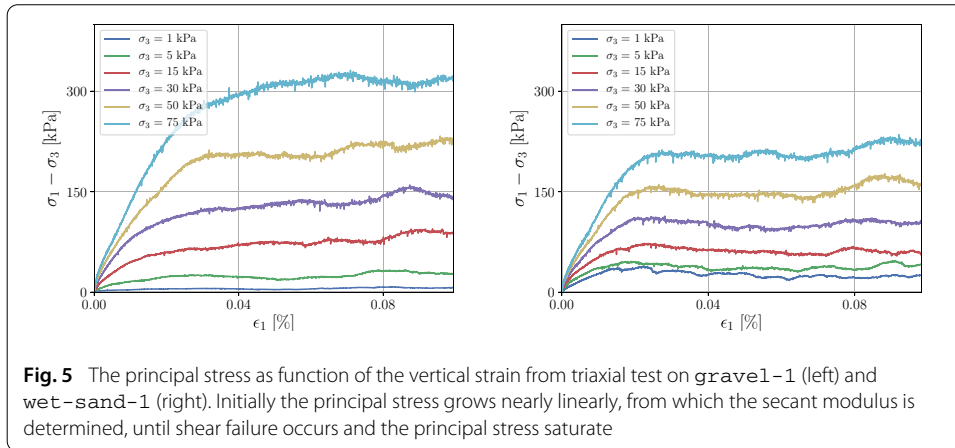 σ₃ = 1 kPa
σ₃ = 5 kPa
σ₃ = 15 kPa
σ₃ = 30 kPa
σ₃ = 50 kPa
σ₃ = 75 kPa
σ₁ − σ₃ [kPa]
300
150
0
0.00
0.04
0.08
ϵ₁ [%]
σ₃ = 1 kPa
σ₃ = 5 kPa
σ₃ = 15 kPa
σ₃ = 30 kPa
σ₃ = 50 kPa
σ₃ = 75 kPa
σ₁ − σ₃ [kPa]
300
150
0
0.00
0.04
0.08
ϵ₁ [%]
Fig. 5 The principal stress as function of the vertical strain from triaxial test on gravel-1 (left) and
wet-sand-1 (right). Initially the principal stress grows nearly linearly, from which the secant modulus is
determined, until shear failure occurs and the principal stress saturate